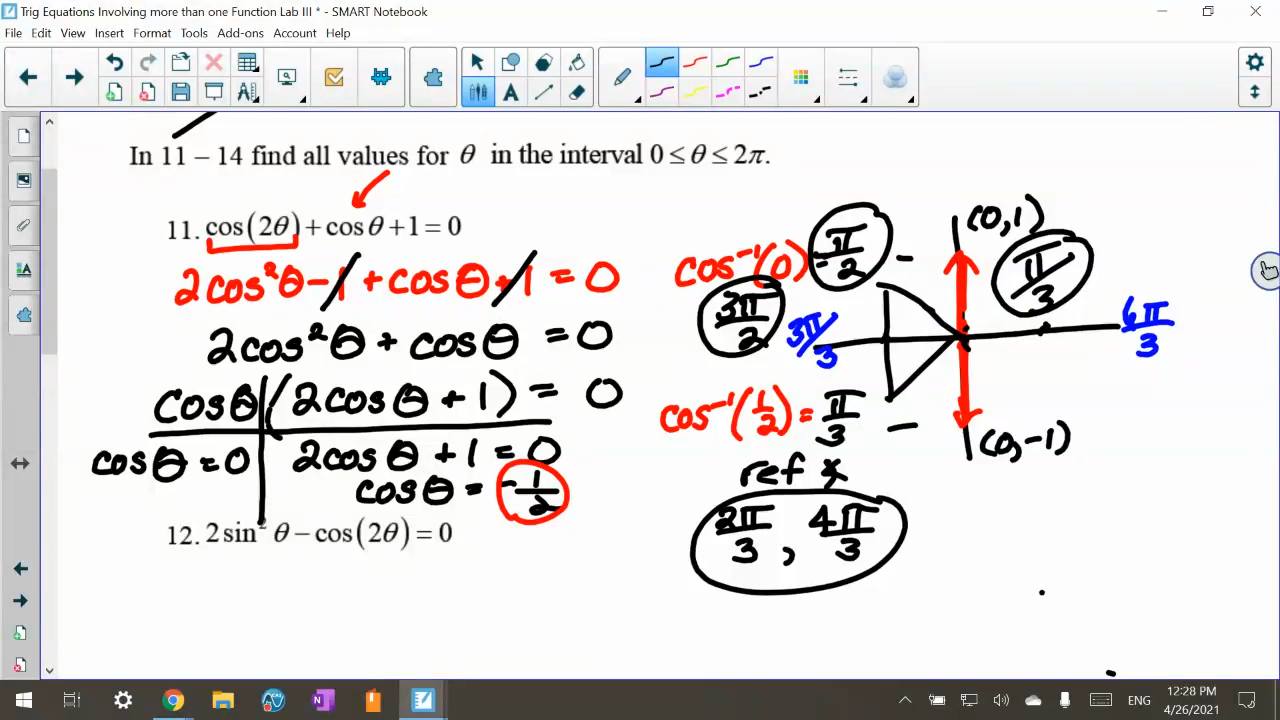 Trig Equations Involving more than one Function Lab III * - SMART Notebook
File Edit View Insert Format Tools Add-ons Account Help
In 11 – 14 find all values for θ in the interval 0 ≤ θ ≤ 2π.
11. cos(2θ) + cosθ + 1 = 0
2cos²θ - 1 + cosθ + 1 = 0
2cos²θ + cosθ = 0
cosθ (2cosθ + 1) = 0
cosθ = 0
2cosθ + 1 = 0
cosθ = -1/2
12. 2sin²θ – cos(2θ) = 0
cos⁻¹(0)
π/2
3π/2
3π/3
(0,1)
π/3
6π/3
(0,-1)
cos⁻¹(1/2) = π/3
ref
2π/3, 4π/3
ENG
12:28 PM
4/26/2021